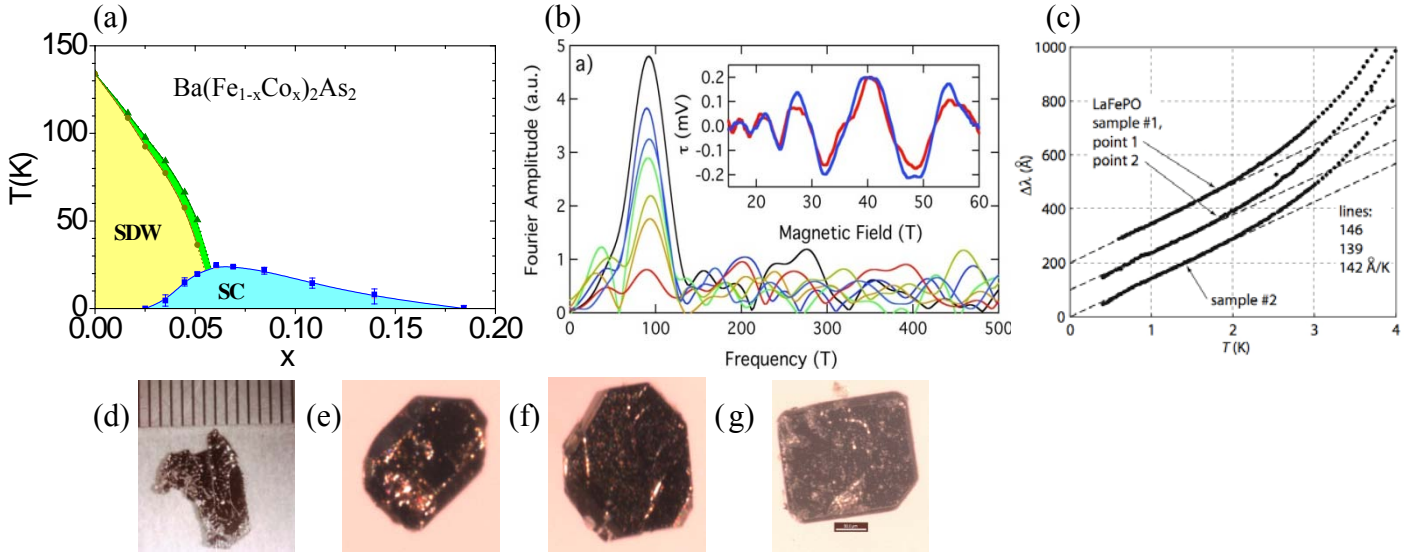 (a)
150
100
50
0
T(K)
Ba(Fe1-xCox)2As2
SDW
SC
0.00
0.05
0.10
0.15
0.20
x
(b)
a)
5
4
3
2
1
0
Fourier Amplitude (a.u.)
0.2
0.1
0.0
-0.1
-0.2
τ (mV)
20
30
40
50
60
Magnetic Field (T)
0
100
200
300
400
500
Frequency (T)
(c)
1000
800
600
400
200
0
Δλ (Å)
LaFePO
sample #1,
point 1
point 2
lines:
146
139
142 Å/K
sample #2
0
1
2
3
4
T (K)
(d)
(e)
(f)
(g)